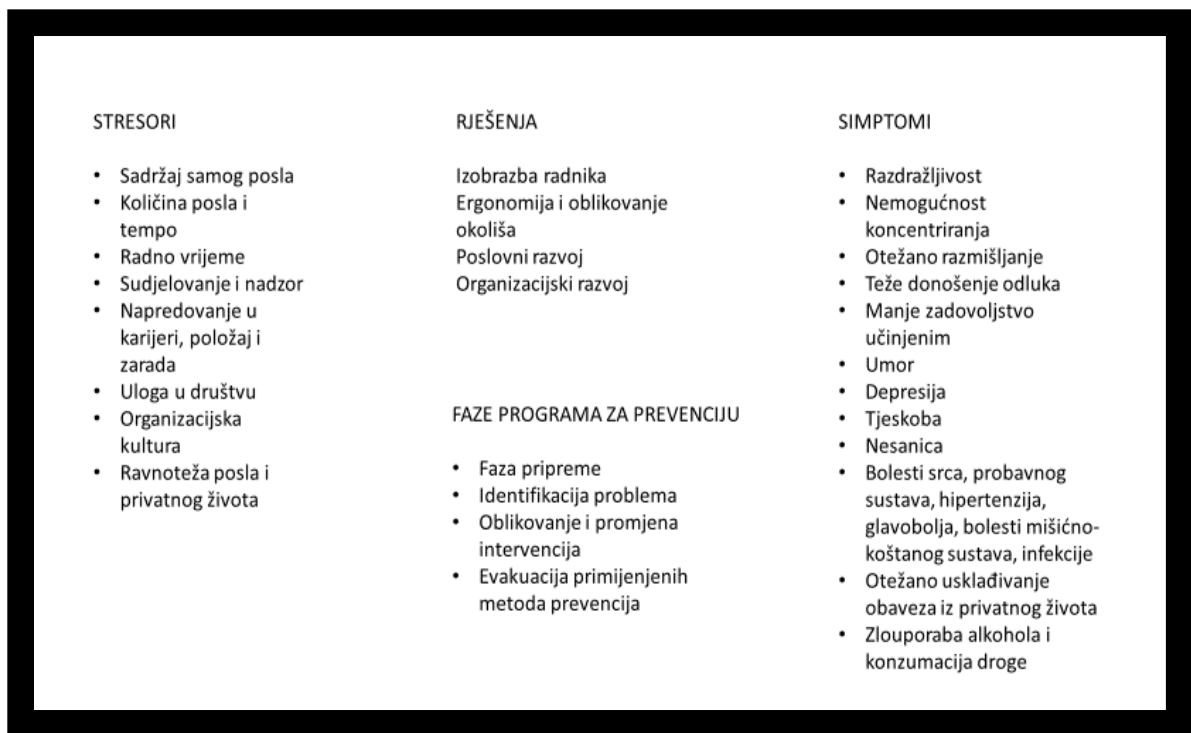 STRESORI
• Sadržaj samog posla
• Količina posla i
tempo
• Radno vrijeme
• Sudjelovanje i nadzor
• Napredovanje u
karijeri, položaj i
zarada
• Uloga u društvu
• Organizacijska
kultura
• Ravnoteža posla i
privatnog života
RJEŠENJA
Izobrazba radnika
Ergonomija i oblikovanje
okoliša
Poslovni razvoj
Organizacijski razvoj
FAZE PROGRAMA ZA PREVENCIJU
• Faza pripreme
• Identifikacija problema
• Oblikovanje i promjena
intervencija
• Evakuacija primijenjenih
metoda prevencija
SIMPTOMI
• Razdražljivost
• Nemogućnost
koncentriranja
• Otežano razmišljanje
• Teže donošenje odluka
• Manje zadovoljstvo
učinjenim
• Umor
• Depresija
• Tjeskoba
• Nesanica
• Bolesti srca, probavnog
sustava, hipertenzija,
glavobolja, bolesti mišićno-
koštanog sustava, infekcije
• Otežano usklađivanje
obaveza iz privatnog života
• Zlouporaba alkohola i
konzumacija droge